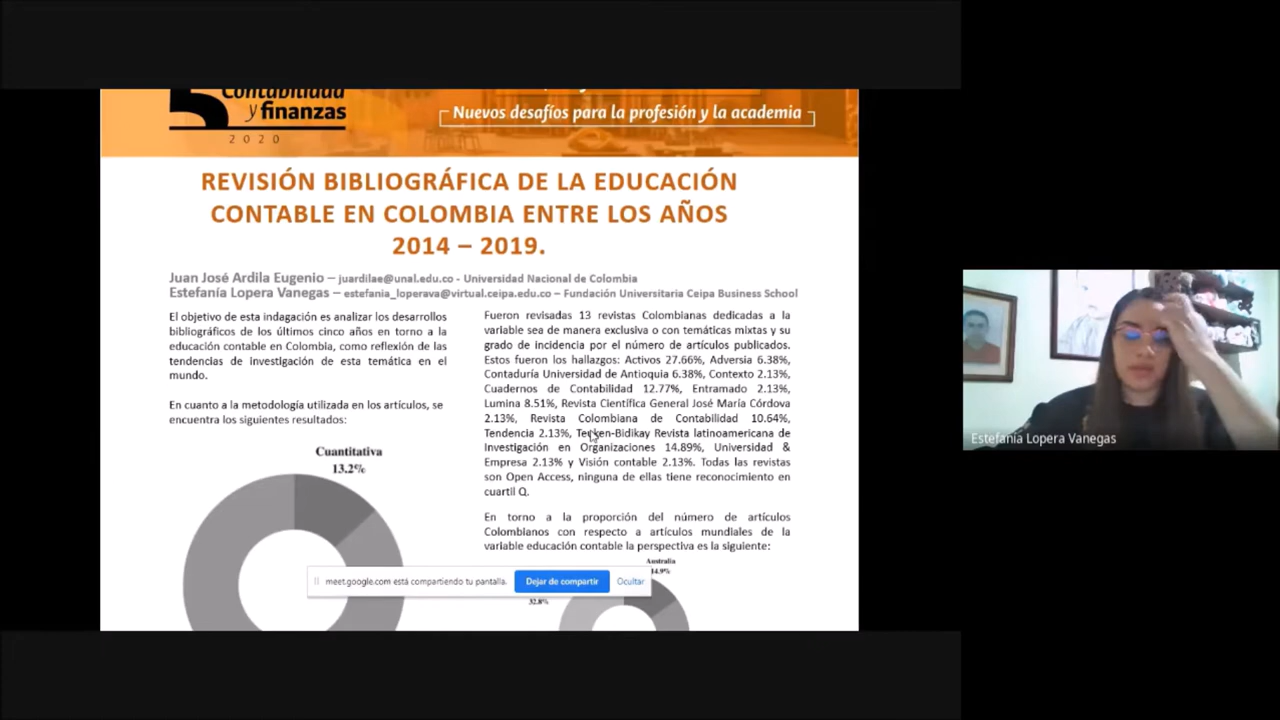 Contabilidad
y finanzas
2020
Nuevos desafíos para la profesión y la academia
REVISIÓN BIBLIOGRÁFICA DE LA EDUCACIÓN
CONTABLE EN COLOMBIA ENTRE LOS AÑOS
2014 – 2019.
Juan José Ardila Eugenio – juardilae@unal.edu.co - Universidad Nacional de Colombia
Estefanía Lopera Vanegas – estefania_loperava@virtual.ceipa.edu.co – Fundación Universitaria Ceipa Business School
El objetivo de esta indagación es analizar los desarrollos
bibliográficos de los últimos cinco años en torno a la
educación contable en Colombia, como reflexión de las
tendencias de investigación de esta temática en el
mundo.
En cuanto a la metodología utilizada en los artículos, se
encuentra los siguientes resultados:
Cuantitativa
13.2%
Fueron revisadas 13 revistas Colombianas dedicadas a la
variable sea de manera exclusiva o con temáticas mixtas y su
grado de incidencia por el número de artículos publicados.
Estos fueron los hallazgos: Activos 27.66%, Adversia 6.38%,
Contaduría Universidad de Antioquia 6.38%, Contexto 2.13%,
Cuadernos de Contabilidad 12.77%, Entramado 2.13%,
Lumina 8.51%, Revista Científica General José María Córdova
2.13%, Revista Colombiana de Contabilidad 10.64%,
Tendencia 2.13%, Teuken-Bidikay Revista latinoamericana de
Investigación en Organizaciones 14.89%, Universidad &
Empresa 2.13% y Visión contable 2.13%. Todas las revistas
son Open Access, ninguna de ellas tiene reconocimiento en
cuartil Q.
En torno a la proporción del número de artículos
Colombianos con respecto a artículos mundiales de la
variable educación contable la perspectiva es la siguiente:
Australia
14.9%
32.8%
meet.google.com está compartiendo tu pantalla.
Dejar de compartir
Ocultar
Estefanía Lopera Vanegas